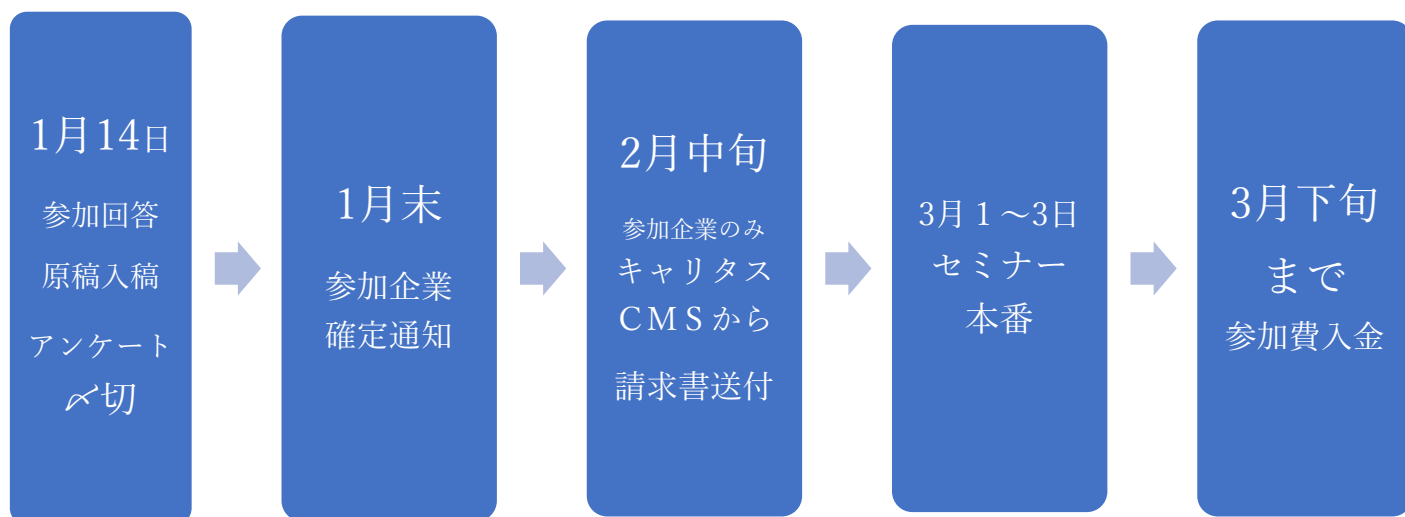 1月14日
参加回答
原稿入稿
アンケート
〆切
1月末
参加企業
確定通知
2月中旬
参加企業のみ
キャリタス
ＣＭＳから
請求書送付
3月１～3日
セミナー
本番
3月下旬
まで
参加費入金